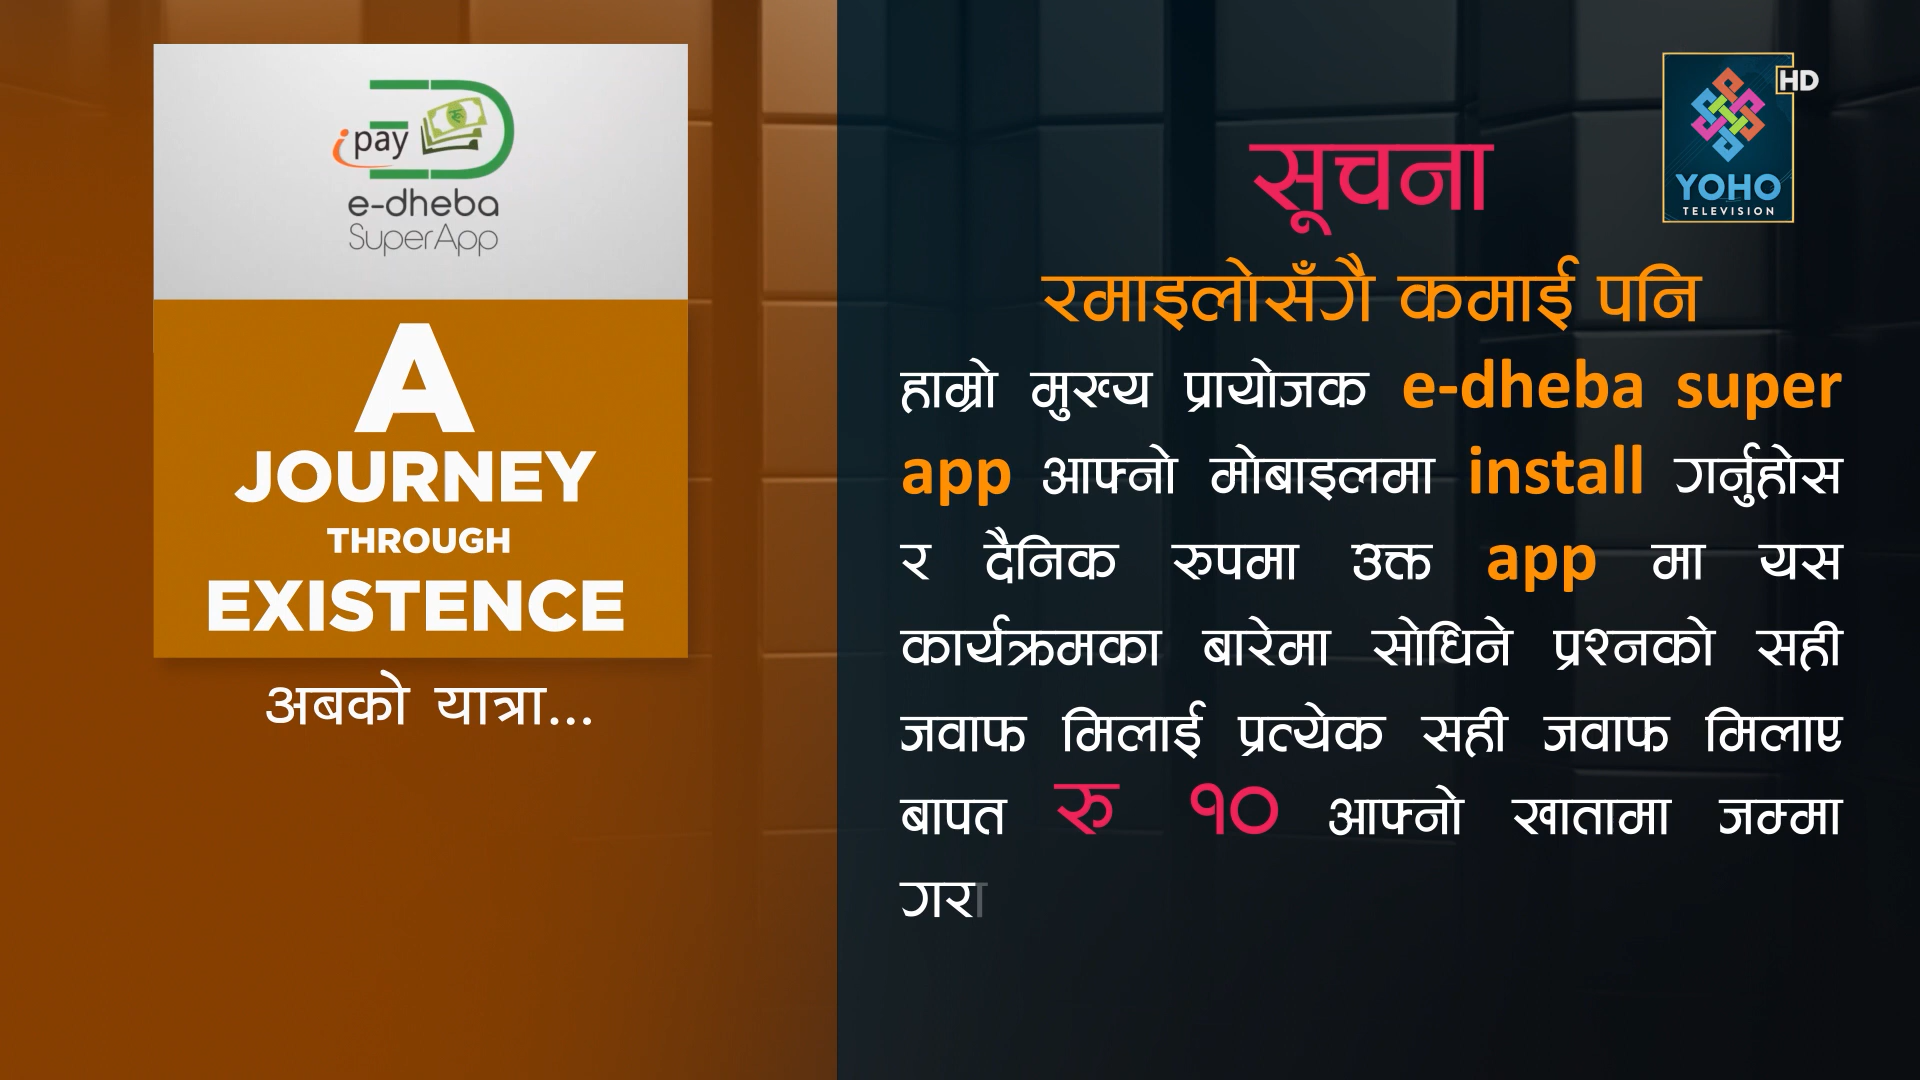 ipay
e-dheba
SuperApp
A
JOURNEY
THROUGH
EXISTENCE
अबको यात्रा...
HD
YOHO
TELEVISION
सूचना
रमाइलोसँगै कमाई पनि
हाम्रो मुख्य प्रायोजक e-dheba super
app आफ्नो मोबाइलमा install गर्नुहोस
र दैनिक रुपमा उक्त app मा यस
कार्यक्रमका बारेमा सोधिने प्रश्नको सही
जवाफ मिलाई प्रत्येक सही जवाफ मिलाए
बापत रु १० आफ्नो खातामा जम्मा
गरा